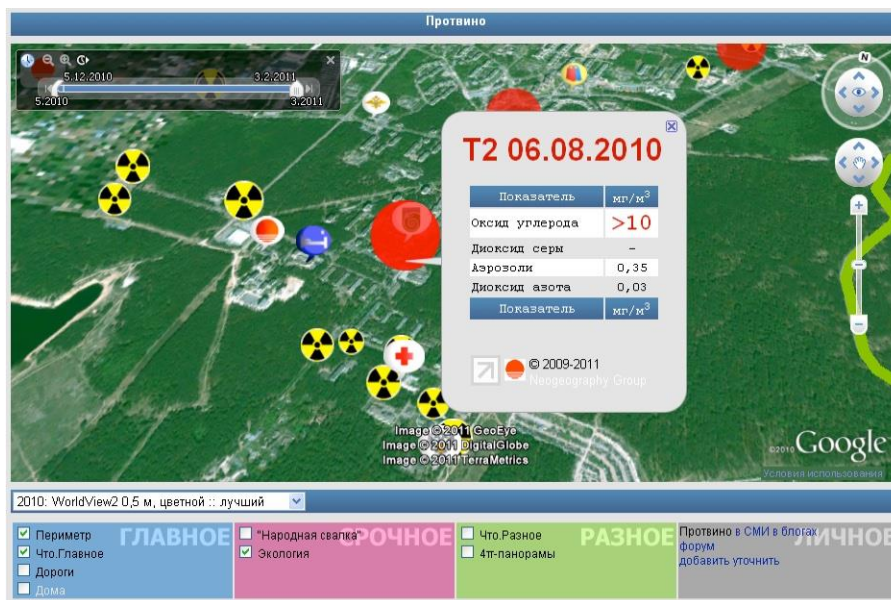 Протвино
5.12.2010 3.2.2011
5.2010 3.2011
N
T2 06.08.2010
Показатель мг/м³
Оксид углерода >10
Диоксид серы -
Аэрозоли 0,35
Диоксид азота 0,03
Показатель мг/м³
© 2009-2011
Neogeography Group
Image © 2011 GeoEye
Image © 2011 DigitalGlobe
Image © 2011 TerraMetrics
©2010 Google
Условия использования
2010: WorldView2 0,5 м, цветной :: лучший
ГЛАВНОЕ
Периметр
Что.Главное
Дороги
Дома
СРОЧНОЕ
"Народная свалка"
Экология
РАЗНОЕ
Что.Разное
4π-панорамы
ЛИЧНОЕ
Протвино в СМИ в блогах
форум
добавить уточнить